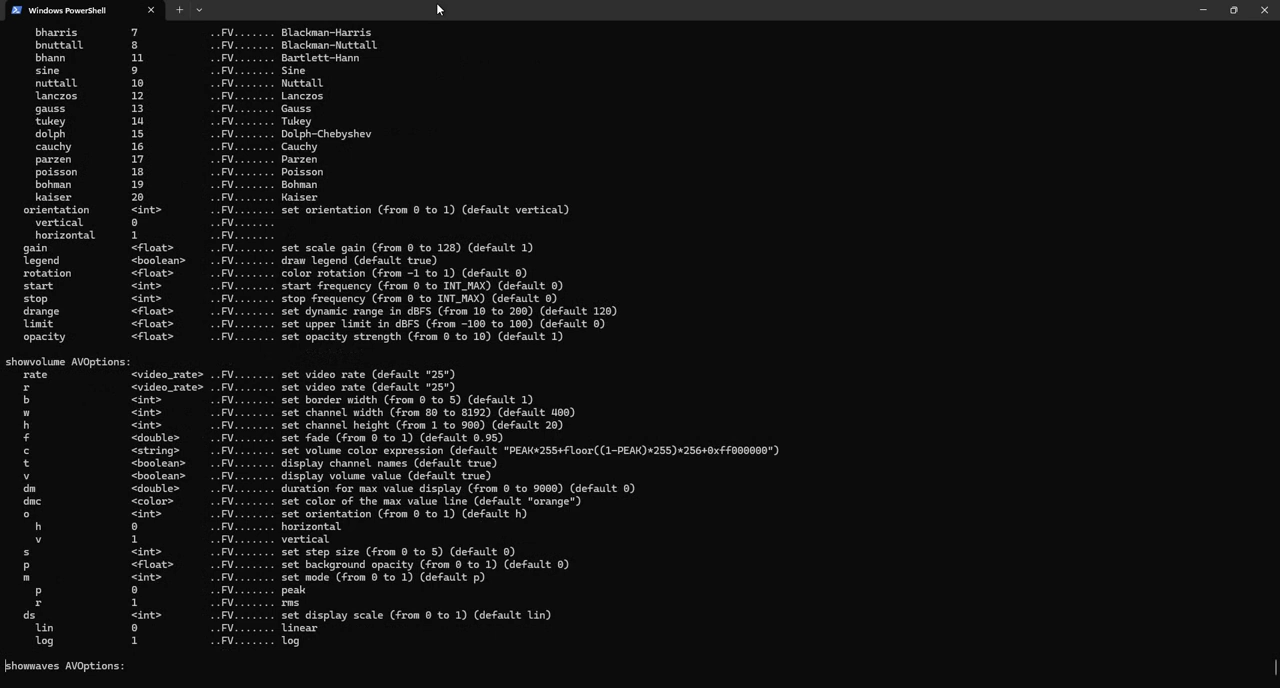 Windows PowerShell
bharris 7 ..FV....... Blackman-Harris
bnuttall 8 ..FV....... Blackman-Nuttall
bhann 11 ..FV....... Bartlett-Hann
sine 9 ..FV....... Sine
nuttall 10 ..FV....... Nuttall
lanczos 12 ..FV....... Lanczos
gauss 13 ..FV....... Gauss
tukey 14 ..FV....... Tukey
dolph 15 ..FV....... Dolph-Chebyshev
cauchy 16 ..FV....... Cauchy
parzen 17 ..FV....... Parzen
poisson 18 ..FV....... Poisson
bohman 19 ..FV....... Bohman
kaiser 20 ..FV....... Kaiser
orientation <int> ..FV....... set orientation (from 0 to 1) (default vertical)
vertical 0 ..FV.......
horizontal 1 ..FV.......
gain <float> ..FV....... set scale gain (from 0 to 128) (default 1)
legend <boolean> ..FV....... draw legend (default true)
rotation <float> ..FV....... color rotation (from -1 to 1) (default 0)
start <int> ..FV....... start frequency (from 0 to INT_MAX) (default 0)
stop <int> ..FV....... stop frequency (from 0 to INT_MAX) (default 0)
drange <float> ..FV....... set dynamic range in dBFS (from 10 to 200) (default 120)
limit <float> ..FV....... set upper limit in dBFS (from -100 to 100) (default 0)
opacity <float> ..FV....... set opacity strength (from 0 to 10) (default 1)
showvolume AVOptions:
rate <video_rate> ..FV....... set video rate (default "25")
r <video_rate> ..FV....... set video rate (default "25")
b <int> ..FV....... set border width (from 0 to 5) (default 1)
w <int> ..FV....... set channel width (from 80 to 8192) (default 400)
h <int> ..FV....... set channel height (from 1 to 900) (default 20)
f <double> ..FV....... set fade (from 0 to 1) (default 0.95)
c <string> ..FV....... set volume color expression (default "PEAK*255+floor((1-PEAK)*255)*256+0xff000000")
t <boolean> ..FV....... display channel names (default true)
v <boolean> ..FV....... display volume value (default true)
dm <double> ..FV....... duration for max value display (from 0 to 9000) (default 0)
dmc <color> ..FV....... set color of the max value line (default "orange")
o <int> ..FV....... set orientation (from 0 to 1) (default h)
h 0 ..FV....... horizontal
v 1 ..FV....... vertical
s <int> ..FV....... set step size (from 0 to 5) (default 0)
p <float> ..FV....... set background opacity (from 0 to 1) (default 0)
m <int> ..FV....... set mode (from 0 to 1) (default p)
p 0 ..FV....... peak
r 1 ..FV....... rms
ds <int> ..FV....... set display scale (from 0 to 1) (default lin)
lin 0 ..FV....... linear
log 1 ..FV....... log
showwaves AVOptions: